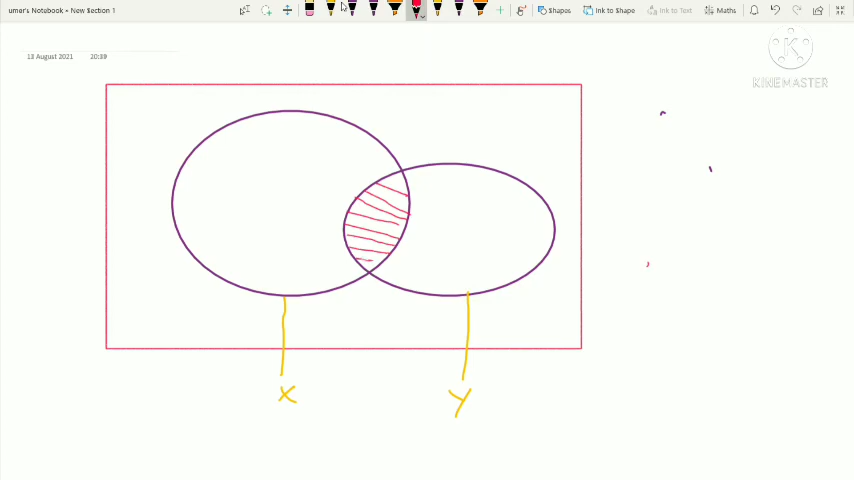 umer's Notebook » New Section 1
Shapes
Ink to Shape
Ink to Text
Maths
13 August 2021 20:39
K
KINEMASTER
X
Y